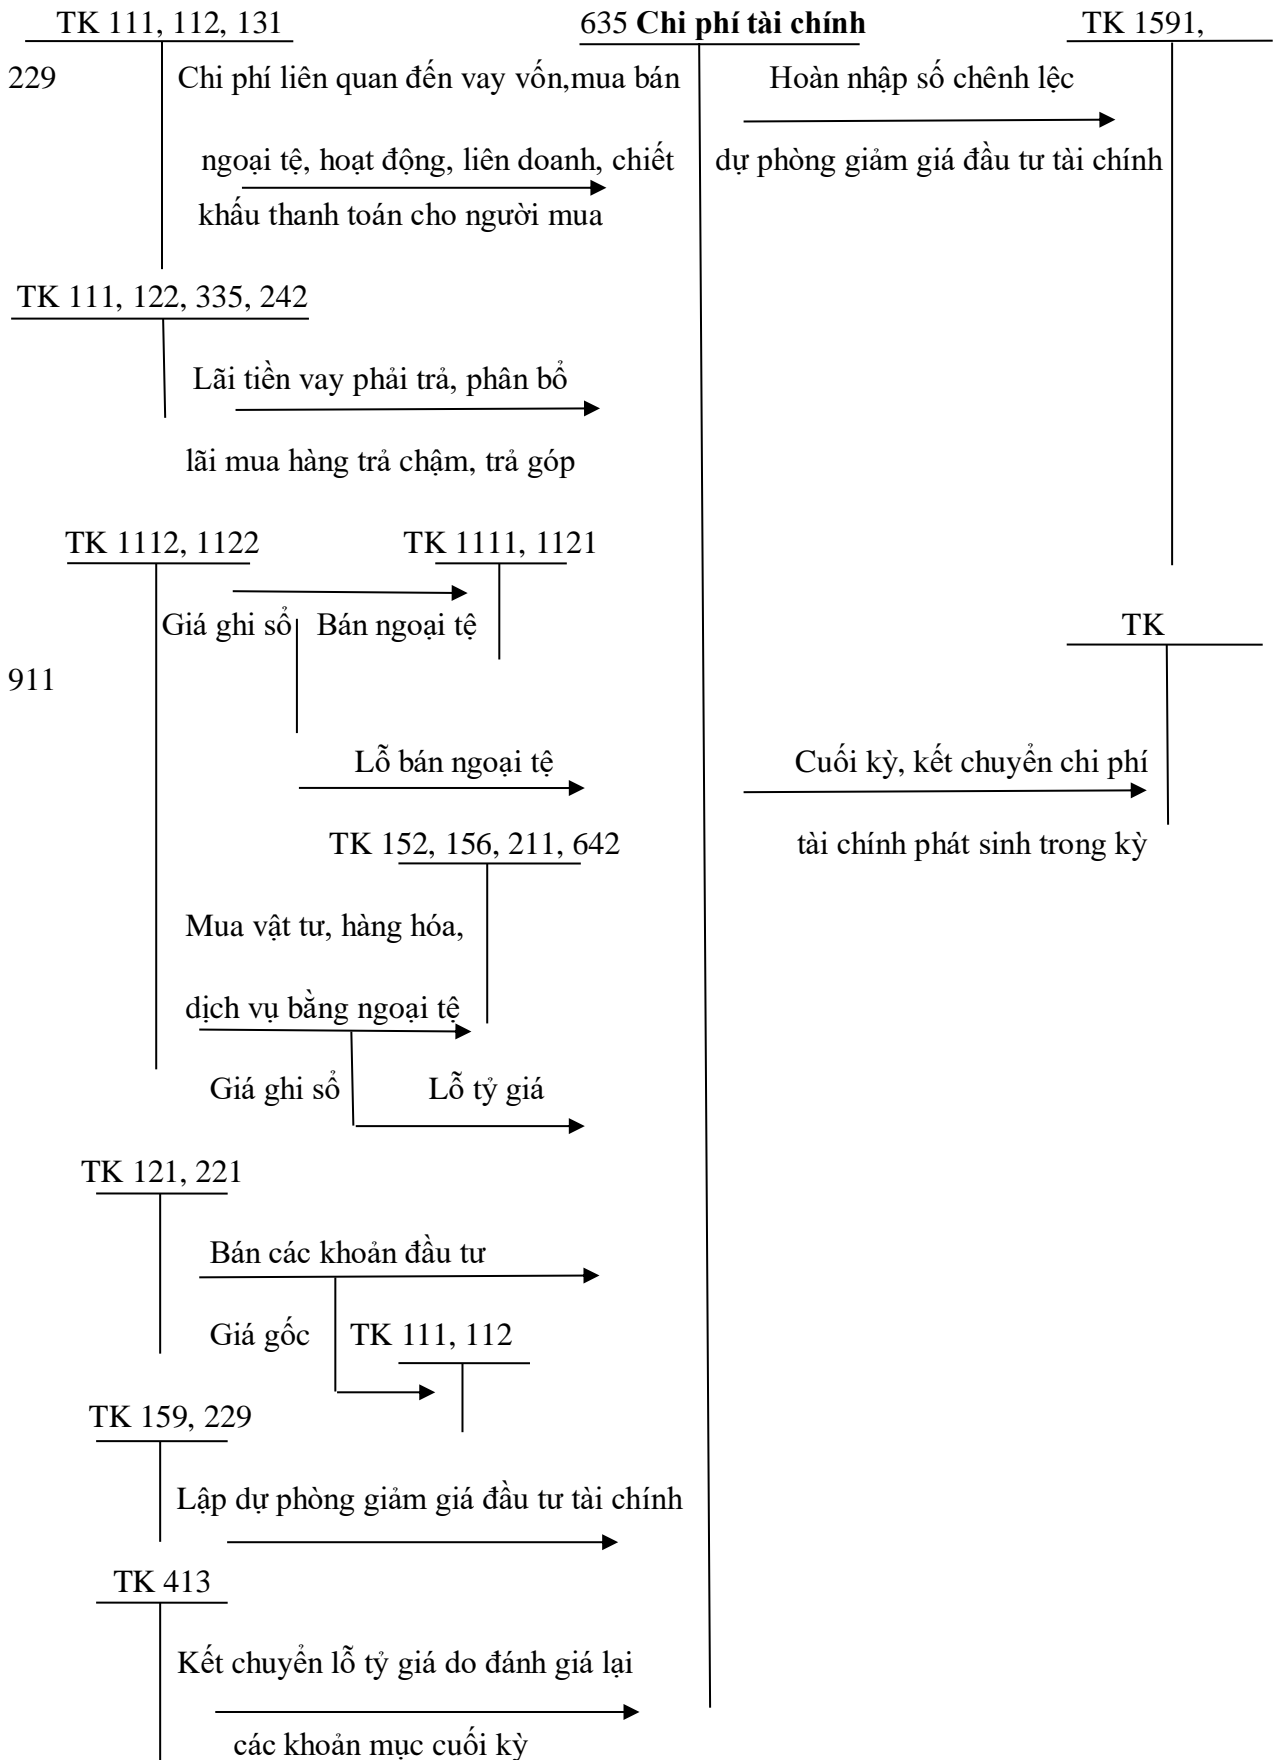 TK 111, 112, 131 635 Chi phí tài chính TK 1591,
229 Chi phí liên quan đến vay vốn,mua bán Hoàn nhập số chênh lệc
ngoại tệ, hoạt động, liên doanh, chiết dự phòng giảm giá đầu tư tài chính
khấu thanh toán cho người mua
TK 111, 122, 335, 242
Lãi tiền vay phải trả, phân bổ
lãi mua hàng trả chậm, trả góp
TK 1112, 1122 TK 1111, 1121
Giá ghi sổ Bán ngoại tệ TK
911
Lỗ bán ngoại tệ Cuối kỳ, kết chuyển chi phí
TK 152, 156, 211, 642 tài chính phát sinh trong kỳ
Mua vật tư, hàng hóa,
dịch vụ bằng ngoại tệ
Giá ghi sổ Lỗ tỷ giá
TK 121, 221
Bán các khoản đầu tư
Giá gốc TK 111, 112
TK 159, 229
Lập dự phòng giảm giá đầu tư tài chính
TK 413
Kết chuyển lỗ tỷ giá do đánh giá lại
các khoản mục cuối kỳ